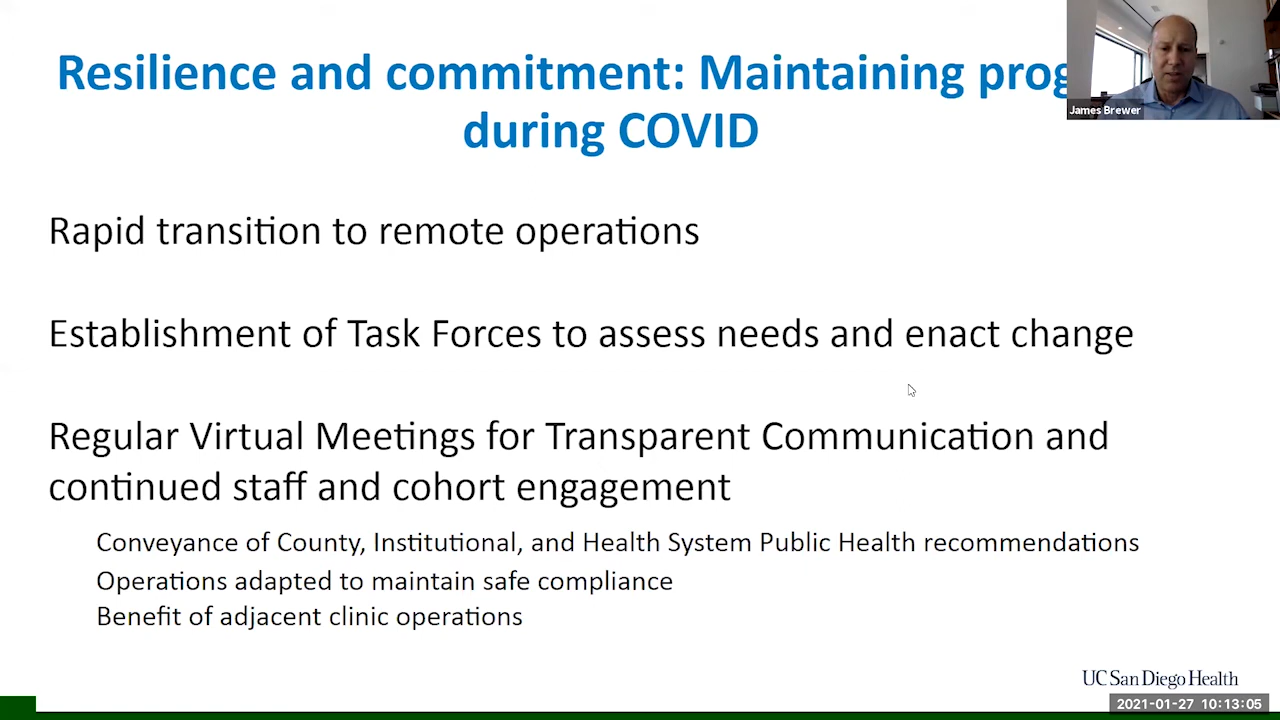 Resilience and commitment: Maintaining
during COVID
James Brewer
Rapid transition to remote operations
Establishment of Task Forces to assess needs and enact change
Regular Virtual Meetings for Transparent Communication and
continued staff and cohort engagement
Conveyance of County, Institutional, and Health System Public Health recommendations
Operations adapted to maintain safe compliance
Benefit of adjacent clinic operations
UC San Diego Health
2021-01-27 10:13:05